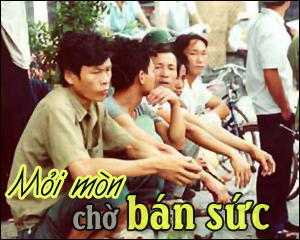 Mỏi mòn
chờ bán sức